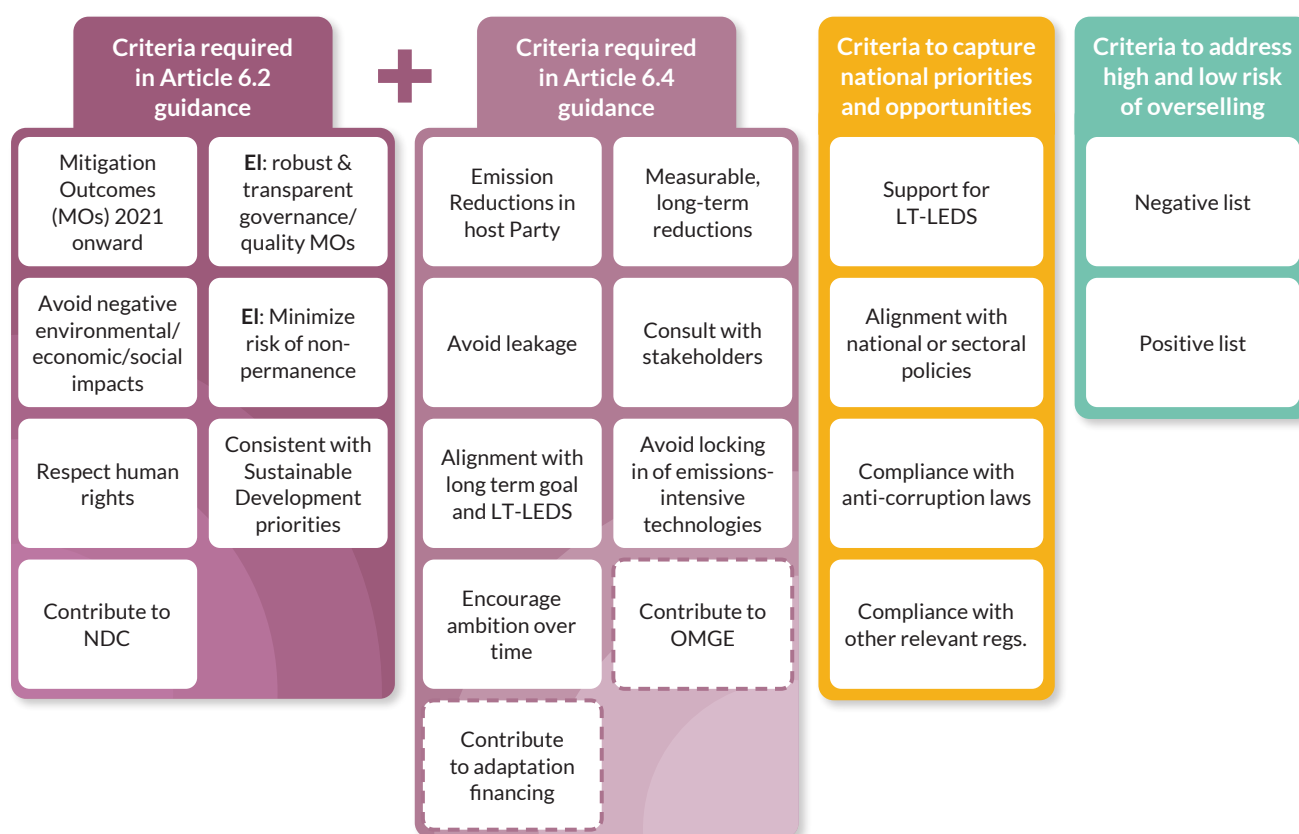 Criteria required
in Article 6.2
guidance
Mitigation
Outcomes
(MOs) 2021
onward
EI: robust &
transparent
governance/
quality MOs
Avoid negative
environmental/
economic/social
impacts
EI: Minimize
risk of non-
permanence
Respect human
rights
Consistent with
Sustainable
Development
priorities
Contribute to
NDC
+
Criteria required
in Article 6.4
guidance
Emission
Reductions in
host Party
Measurable,
long-term
reductions
Avoid leakage
Consult with
stakeholders
Alignment with
long term goal
and LT-LEDS
Avoid locking
in of emissions-
intensive
technologies
Encourage
ambition over
time
Contribute to
OMGE
Contribute
to adaptation
financing
Criteria to capture
national priorities
and opportunities
Support for
LT-LEDS
Alignment with
national or sectoral
policies
Compliance with
anti-corruption laws
Compliance with
other relevant regs.
Criteria to address
high and low risk
of overselling
Negative list
Positive list